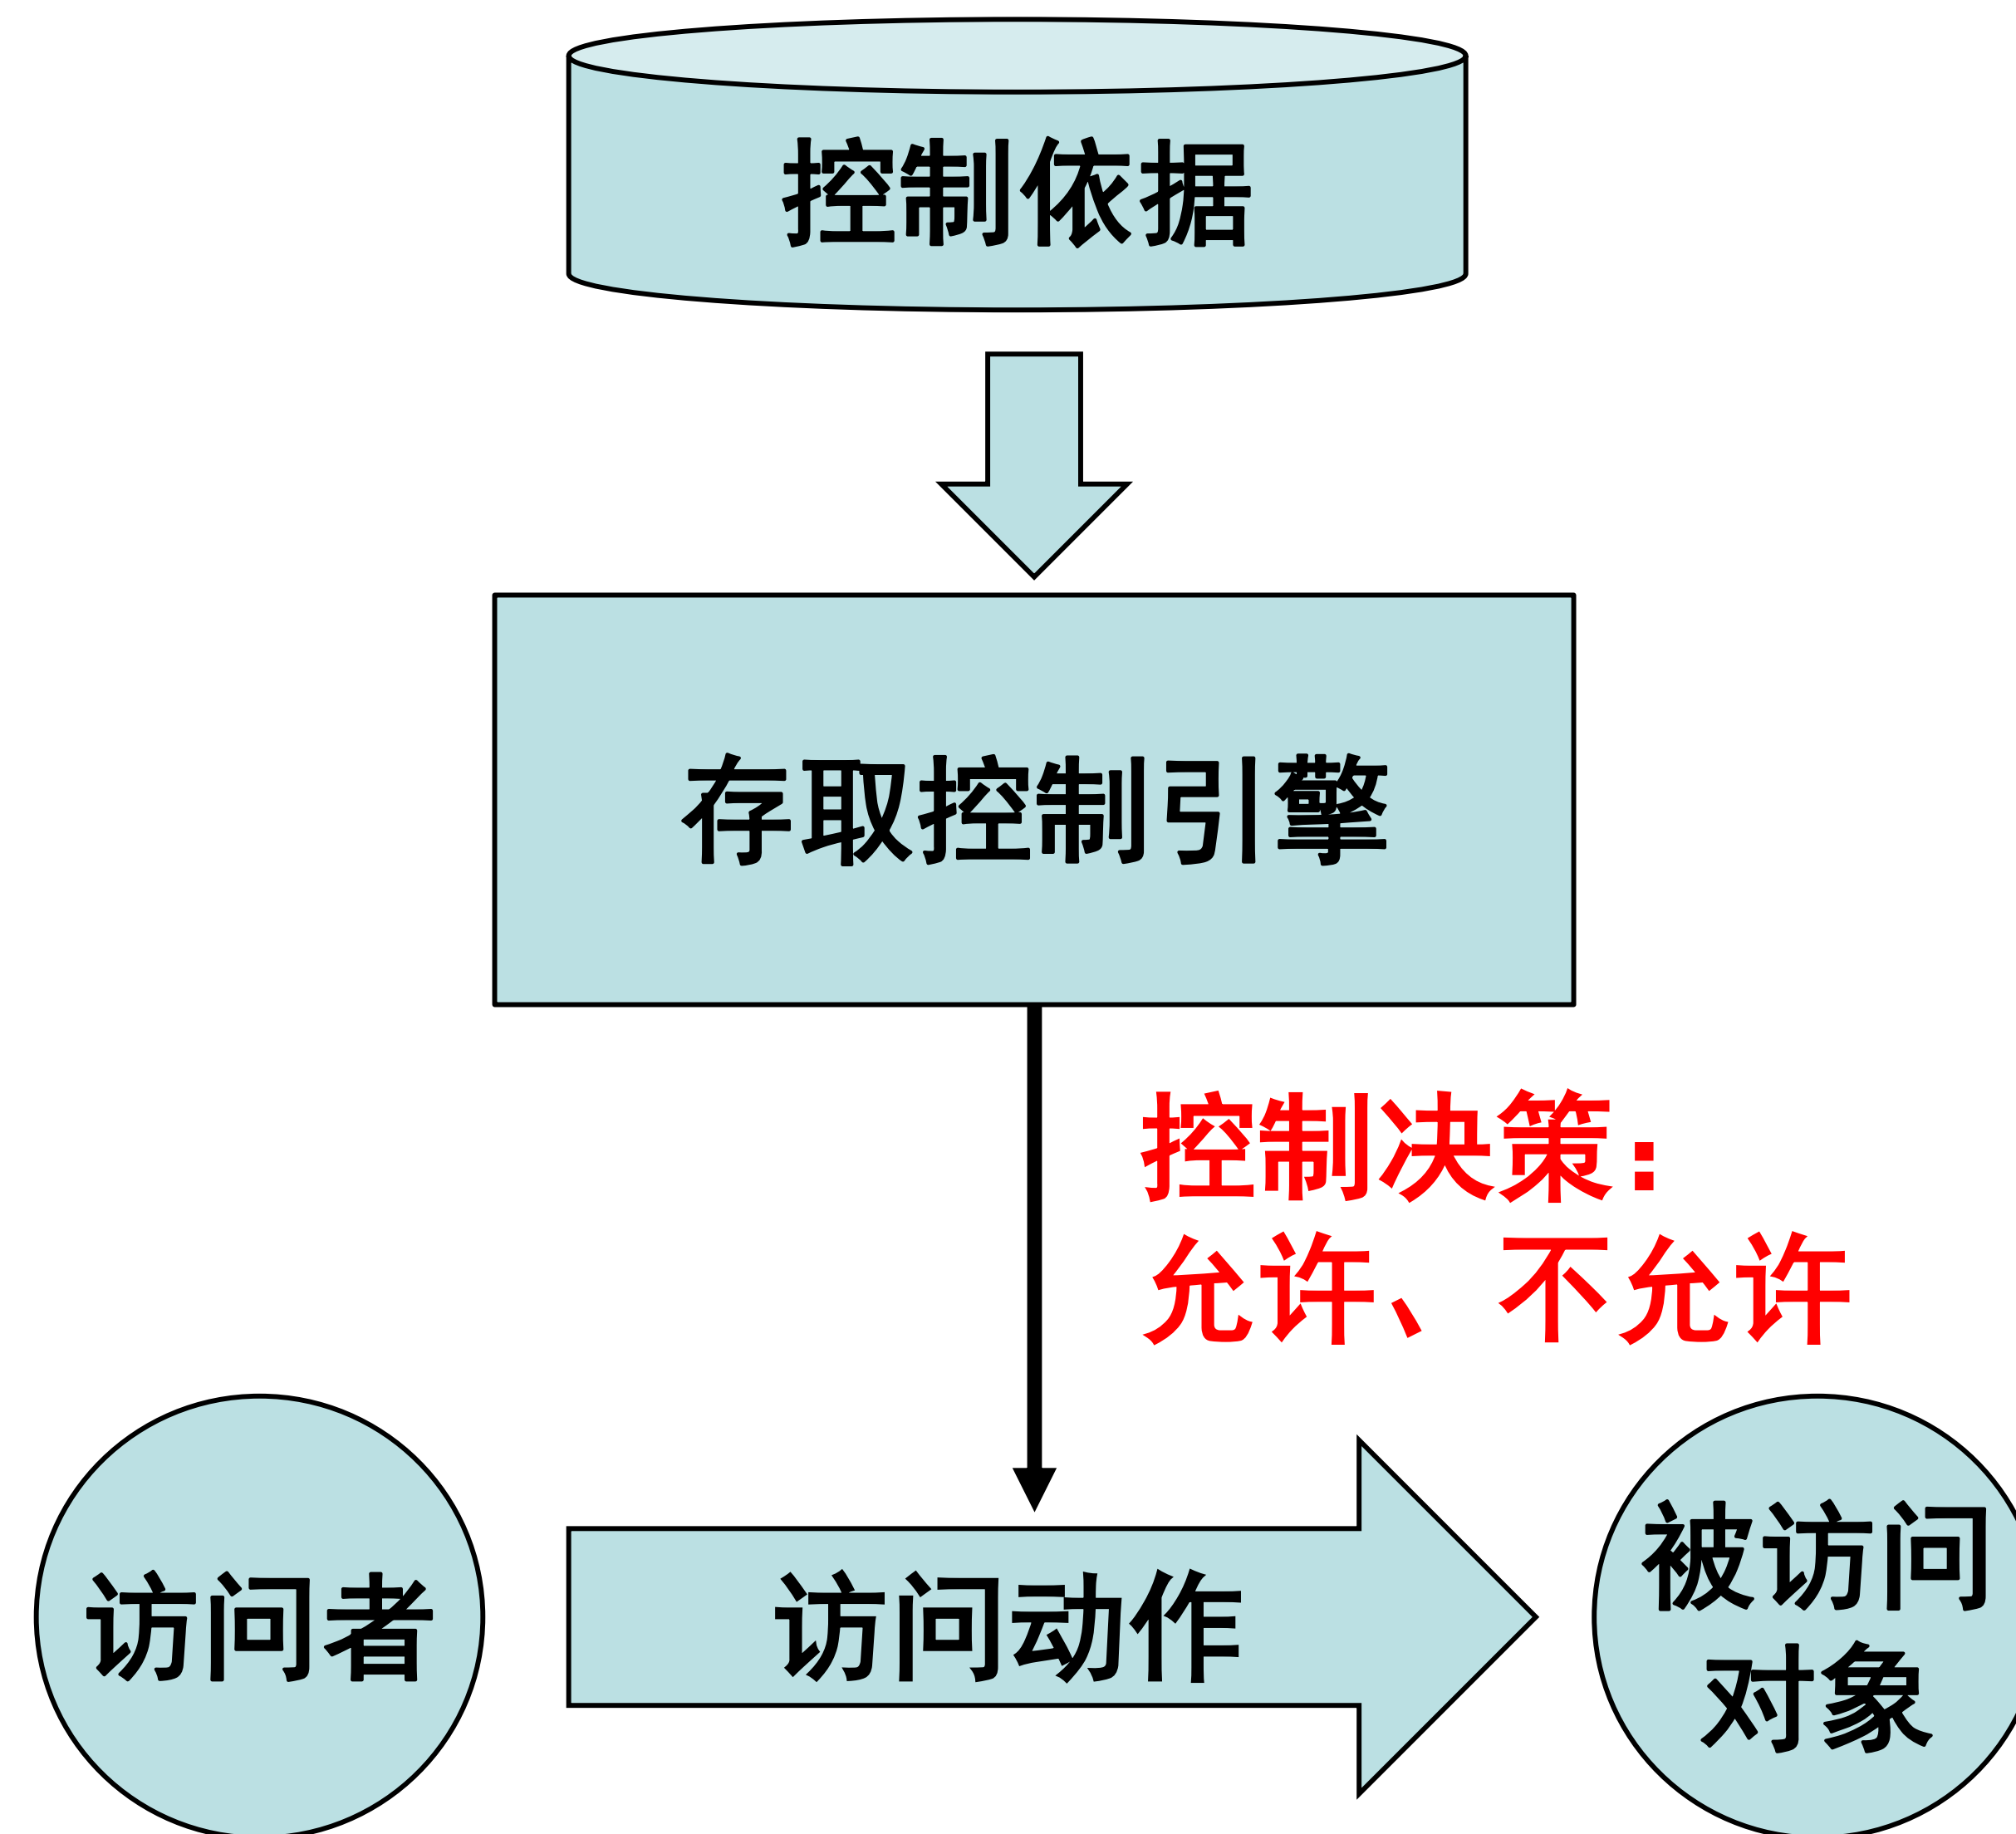 控制依据
存取控制引擎
控制决策:
允许、不允许
访问者
访问动作
被访问
对象